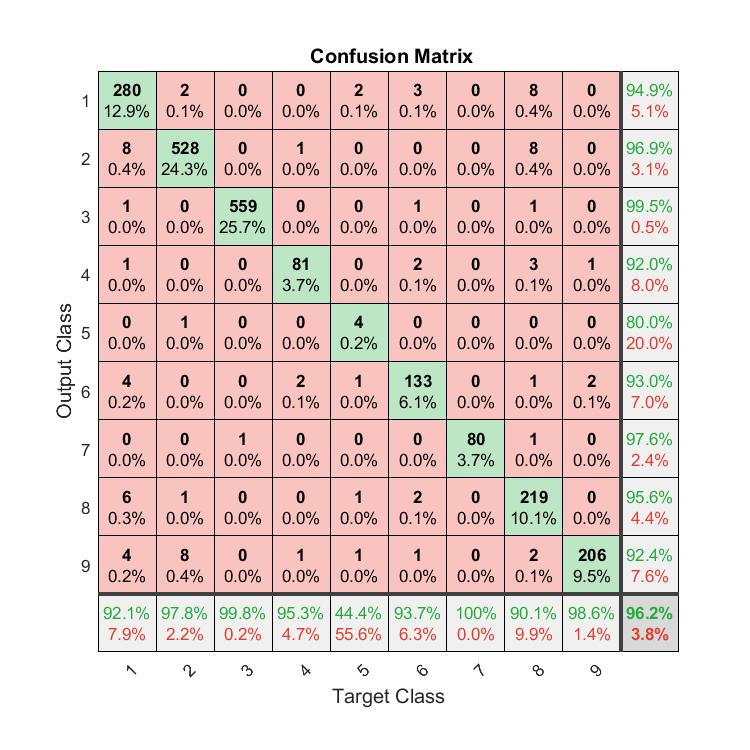 Confusion Matrix
280 2 0 0 2 3 0 8 0 94.9%
1
12.9% 0.1% 0.0% 0.0% 0.1% 0.1% 0.0% 0.4% 0.0% 5.1%
8 528 0 1 0 0 0 8 0 96.9%
2
0.4% 24.3% 0.0% 0.0% 0.0% 0.0% 0.0% 0.4% 0.0% 3.1%
1 0 559 0 0 1 0 1 0 99.5%
3
0.0% 0.0% 25.7% 0.0% 0.0% 0.0% 0.0% 0.0% 0.0% 0.5%
1 0 0 81 0 2 0 3 1 92.0%
4
0.0% 0.0% 0.0% 3.7% 0.0% 0.1% 0.0% 0.1% 0.0% 8.0%
0 1 0 0 4 0 0 0 0 80.0%
5
0.0% 0.0% 0.0% 0.0% 0.2% 0.0% 0.0% 0.0% 0.0% 20.0%
Output Class
4 0 0 2 1 133 0 1 2 93.0%
6
0.2% 0.0% 0.0% 0.1% 0.0% 6.1% 0.0% 0.0% 0.1% 7.0%
0 0 1 0 0 0 80 1 0 97.6%
7
0.0% 0.0% 0.0% 0.0% 0.0% 0.0% 3.7% 0.0% 0.0% 2.4%
6 1 0 0 1 2 0 219 0 95.6%
8
0.3% 0.0% 0.0% 0.0% 0.0% 0.1% 0.0% 10.1% 0.0% 4.4%
4 8 0 1 1 1 0 2 206 92.4%
9
0.2% 0.4% 0.0% 0.0% 0.0% 0.0% 0.0% 0.1% 9.5% 7.6%
92.1% 97.8% 99.8% 95.3% 44.4% 93.7% 100% 90.1% 98.6% 96.2%
7.9% 2.2% 0.2% 4.7% 55.6% 6.3% 0.0% 9.9% 1.4% 3.8%
1 2 3 4 5 6 7 8 9
Target Class